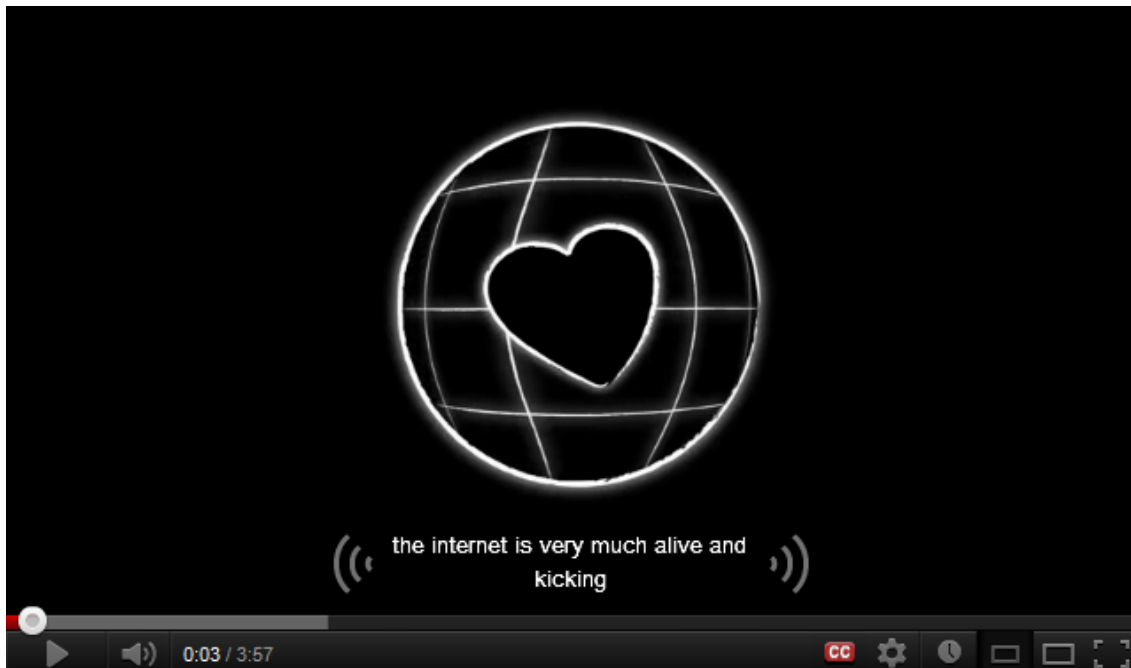 the internet is very much alive and
kicking
0:03 / 3:57
CC